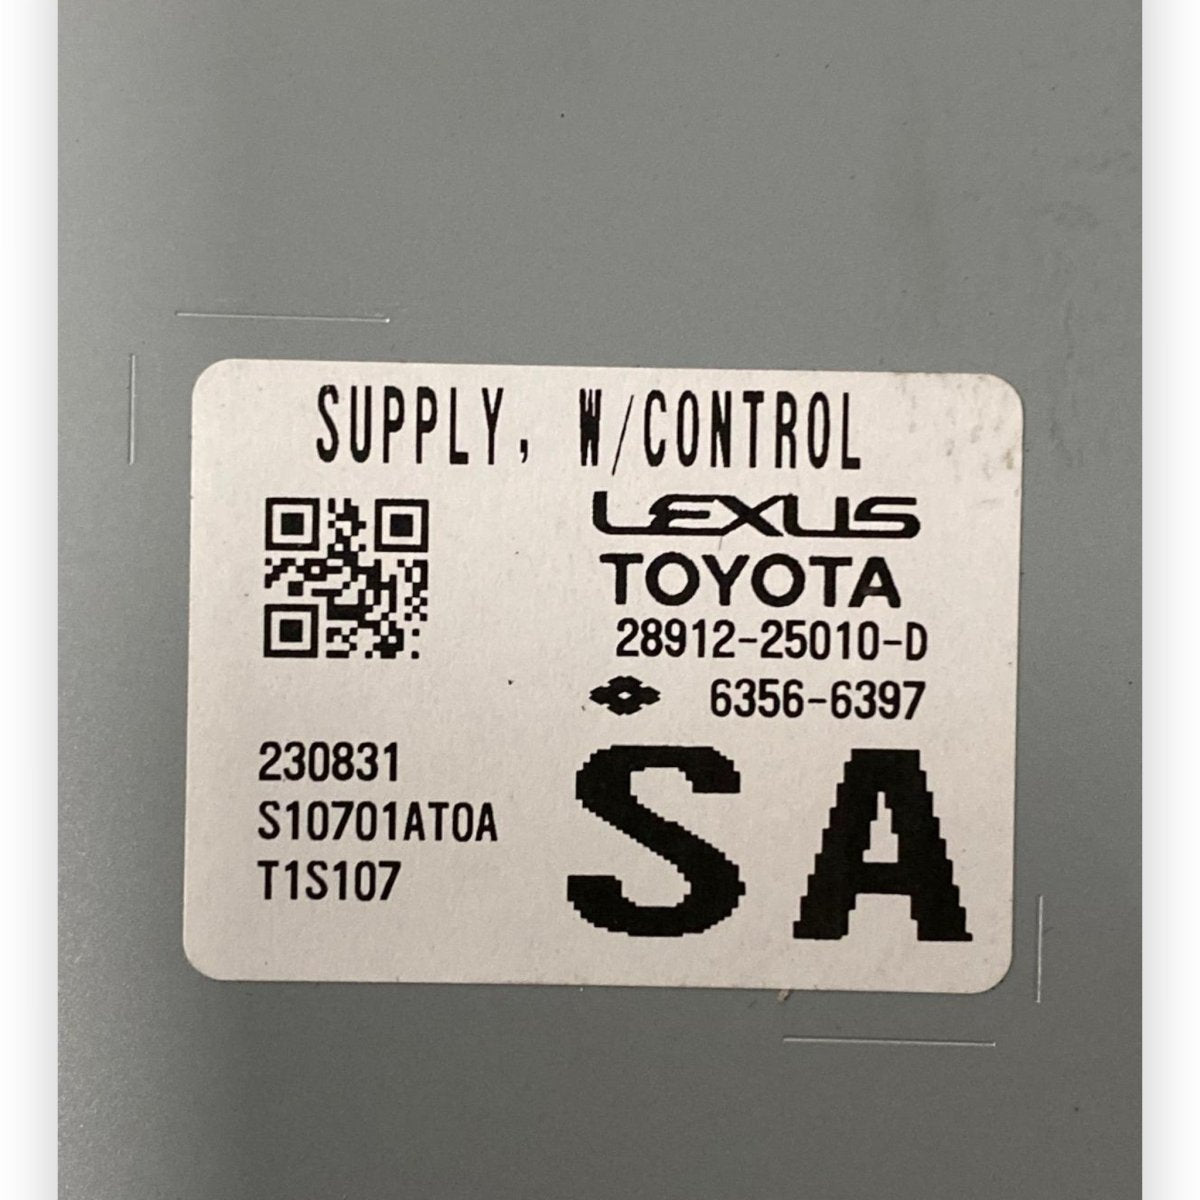 SUPPLY, W/CONTROL
LEXUS
TOYOTA
28912-25010-D
6356-6397
230831
S10701AT0A
T1S107
SA